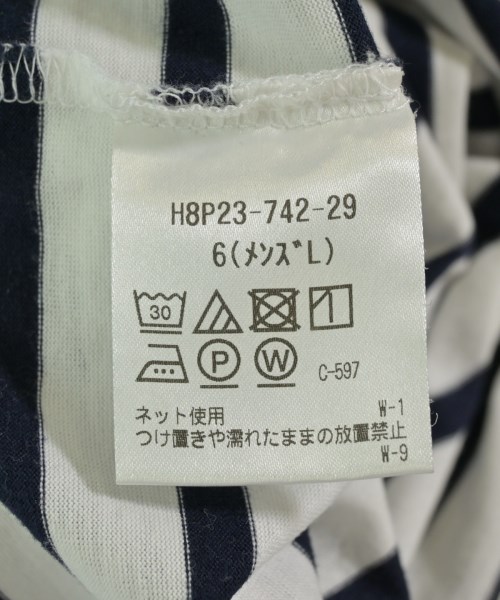 H8P23-742-29
6(ﾒﾝｽﾞL)
30
P W C-597
ネット使用 W-1
つけ置きや濡れたままの放置禁止
W-9